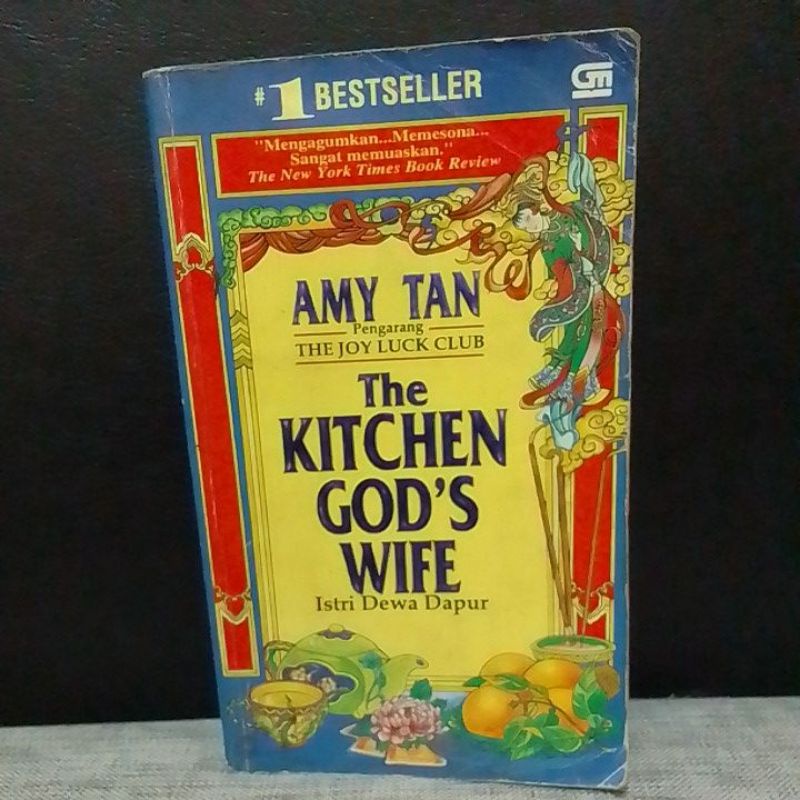 #1 BESTSELLER
GM
"Mengagumkan...Memesona...
Sangat memuaskan."
The New York Times Book Review
AMY TAN
Pengarang
THE JOY LUCK CLUB
The
KITCHEN
GOD'S
WIFE
Istri Dewa Dapur